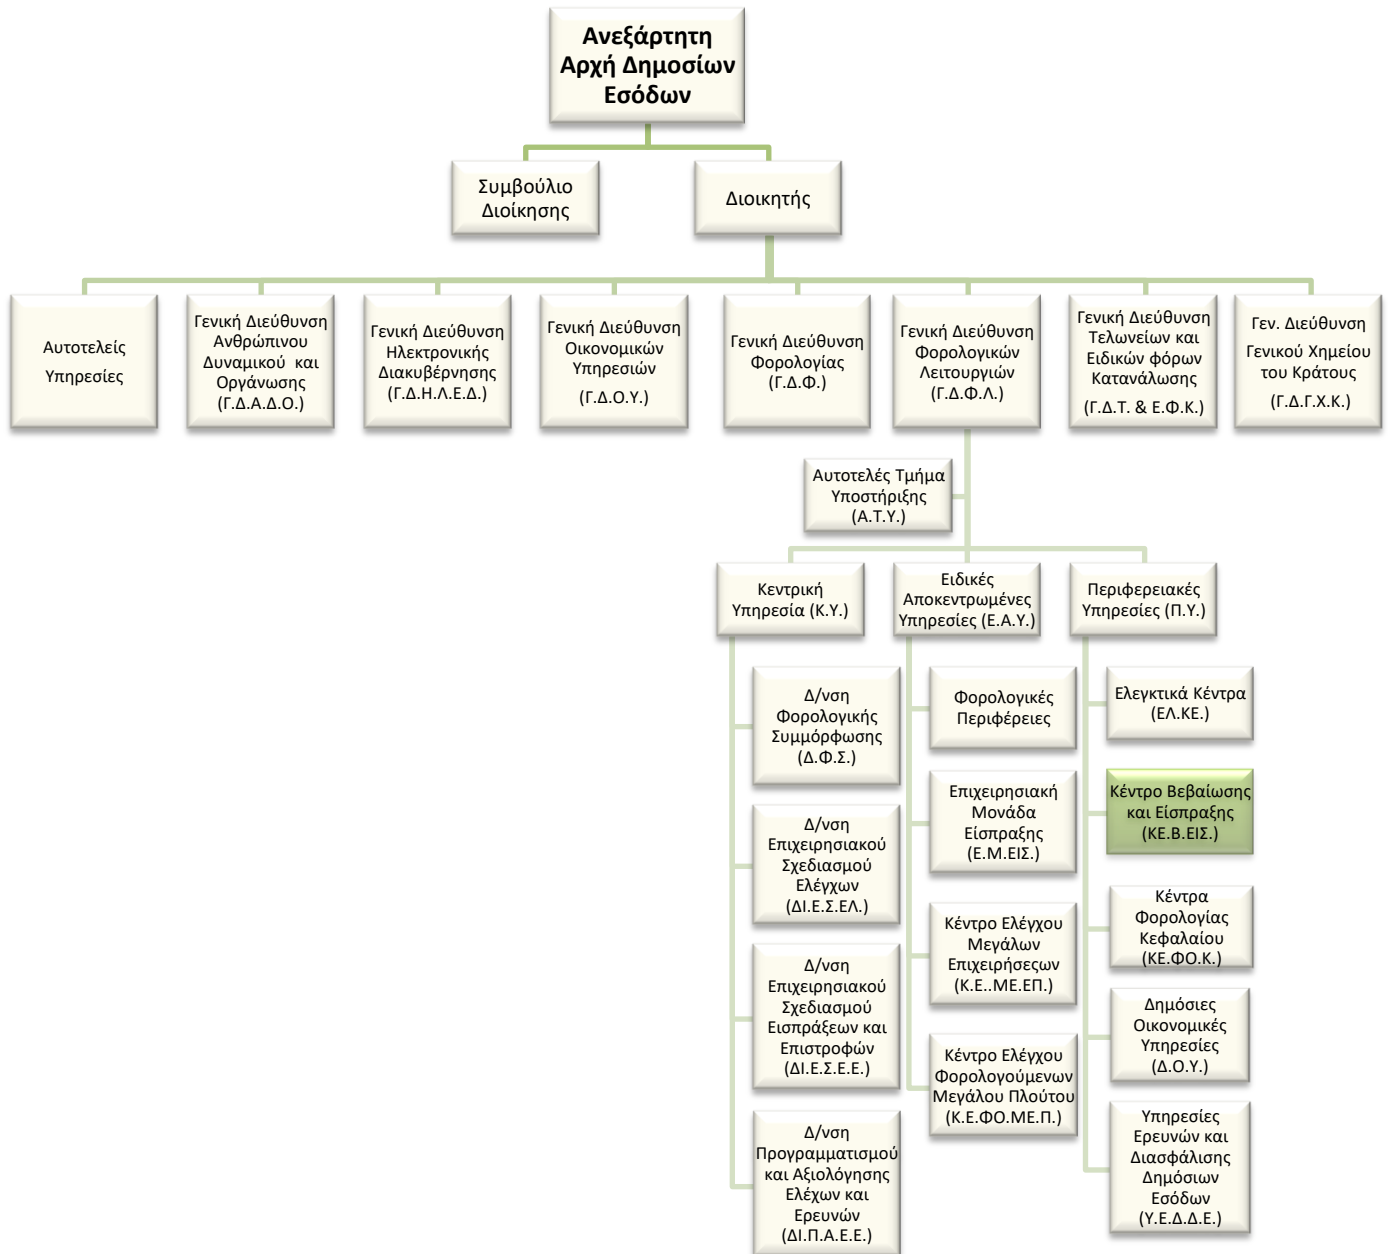 Ανεξάρτητη
Αρχή Δημοσίων
Εσόδων
Συμβούλιο
Διοίκησης
Διοικητής
Αυτοτελείς
Υπηρεσίες
Γενική Διεύθυνση
Ανθρώπινου
Δυναμικού και
Οργάνωσης
(Γ.Δ.Α.Δ.Ο.)
Γενική Διεύθυνση
Ηλεκτρονικής
Διακυβέρνησης
(Γ.Δ.Η.Λ.Ε.Δ.)
Γενική Διεύθυνση
Οικονομικών
Υπηρεσιών
(Γ.Δ.Ο.Υ.)
Γενική Διεύθυνση
Φορολογίας
(Γ.Δ.Φ.)
Γενική Διεύθυνση
Φορολογικών
Λειτουργιών
(Γ.Δ.Φ.Λ.)
Γενική Διεύθυνση
Τελωνείων και
Ειδικών φόρων
Κατανάλωσης
(Γ.Δ.Τ. & Ε.Φ.Κ.)
Γεν. Διεύθυνση
Γενικού Χημείου
του Κράτους
(Γ.Δ.Γ.Χ.Κ.)
Αυτοτελές Τμήμα
Υποστήριξης
(Α.Τ.Υ.)
Κεντρική
Υπηρεσία (Κ.Υ.)
Δ/νση
Φορολογικής
Συμμόρφωσης
(Δ.Φ.Σ.)
Δ/νση
Επιχειρησιακού
Σχεδιασμού
Ελέγχων
(ΔΙ.Ε.Σ.ΕΛ.)
Δ/νση
Επιχειρησιακού
Σχεδιασμού
Εισπράξεων και
Επιστροφών
(ΔΙ.Ε.Σ.Ε.Ε.)
Δ/νση
Προγραμματισμού
και Αξιολόγησης
Ελέχων και
Ερευνών
(ΔΙ.Π.Α.Ε.Ε.)
Ειδικές
Αποκεντρωμένες
Υπηρεσίες (Ε.Α.Υ.)
Φορολογικές
Περιφέρειες
Επιχειρησιακή
Μονάδα
Είσπραξης
(Ε.Μ.ΕΙΣ.)
Κέντρο Ελέγχου
Μεγάλων
Επιχειρήσεςων
(Κ.Ε..ΜΕ.ΕΠ.)
Κέντρο Ελέγχου
Φορολογούμενων
Μεγάλου Πλούτου
(Κ.Ε.ΦΟ.ΜΕ.Π.)
Περιφερειακές
Υπηρεσίες (Π.Υ.)
Ελεγκτικά Κέντρα
(ΕΛ.ΚΕ.)
Κέντρο Βεβαίωσης
και Είσπραξης
(ΚΕ.Β.ΕΙΣ.)
Κέντρα
Φορολογίας
Κεφαλαίου
(ΚΕ.ΦΟ.Κ.)
Δημόσιες
Οικονομικές
Υπηρεσίες
(Δ.Ο.Υ.)
Υπηρεσίες
Ερευνών και
Διασφάλισης
Δημόσιων
Εσόδων
(Υ.Ε.Δ.Δ.Ε.)